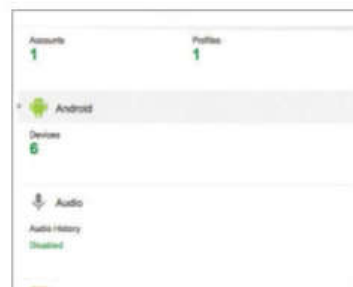 Accounts Profiles
1 1
Android
Devices
6
Audio
Audio History
Disabled